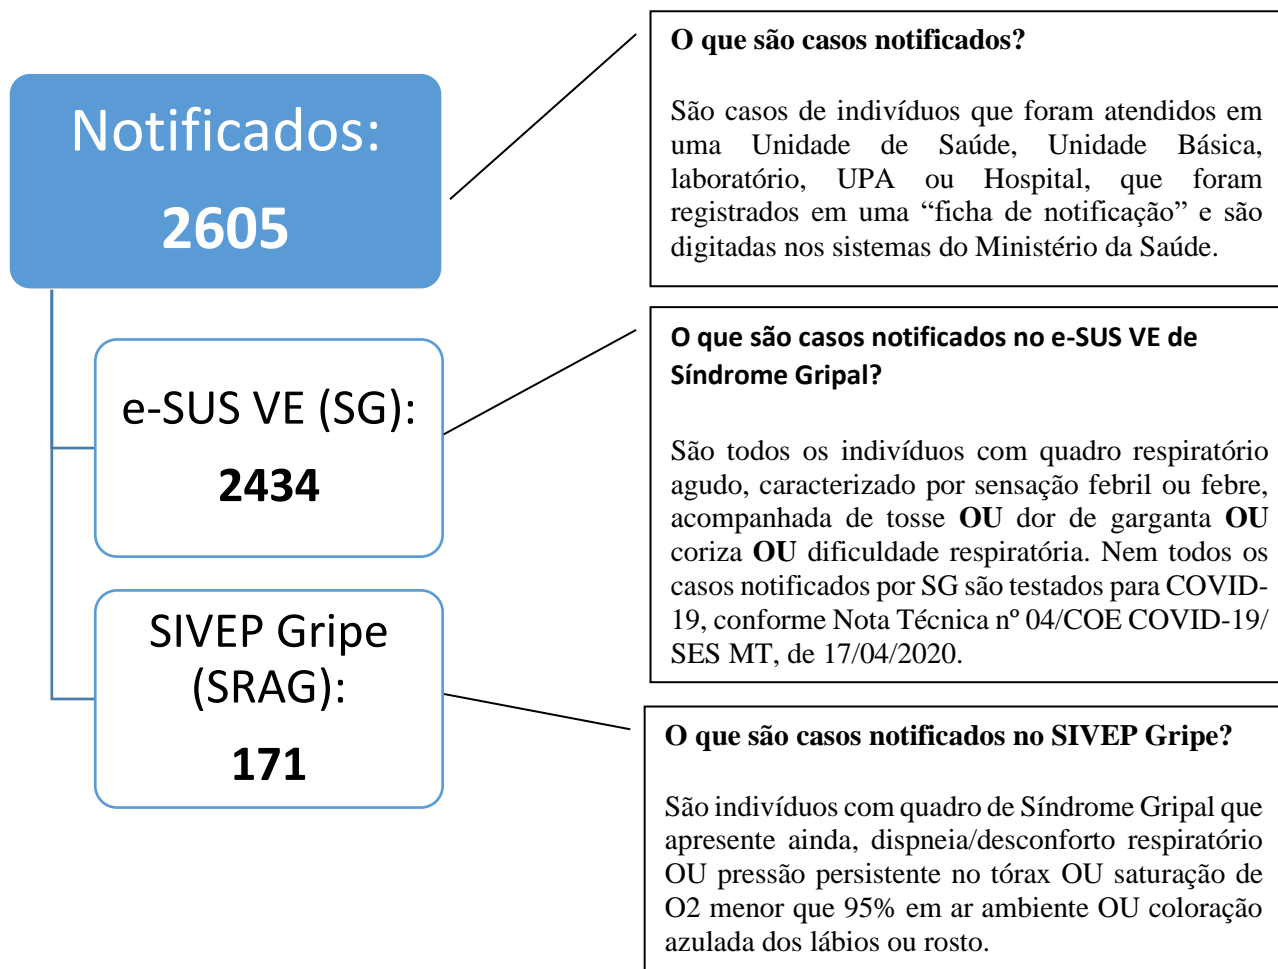 Notificados:
2605
O que são casos notificados?
São casos de indivíduos que foram atendidos em
uma Unidade de Saúde, Unidade Básica,
laboratório, UPA ou Hospital, que foram
registrados em uma “ficha de notificação” e são
digitadas nos sistemas do Ministério da Saúde.
e-SUS VE (SG):
2434
O que são casos notificados no e-SUS VE de
Síndrome Gripal?
São todos os indivíduos com quadro respiratório
agudo, caracterizado por sensação febril ou febre,
acompanhada de tosse OU dor de garganta OU
coriza OU dificuldade respiratória. Nem todos os
casos notificados por SG são testados para COVID-
19, conforme Nota Técnica nº 04/COE COVID-19/
SES MT, de 17/04/2020.
SIVEP Gripe
(SRAG):
171
O que são casos notificados no SIVEP Gripe?
São indivíduos com quadro de Síndrome Gripal que
apresente ainda, dispneia/desconforto respiratório
OU pressão persistente no tórax OU saturação de
O2 menor que 95% em ar ambiente OU coloração
azulada dos lábios ou rosto.